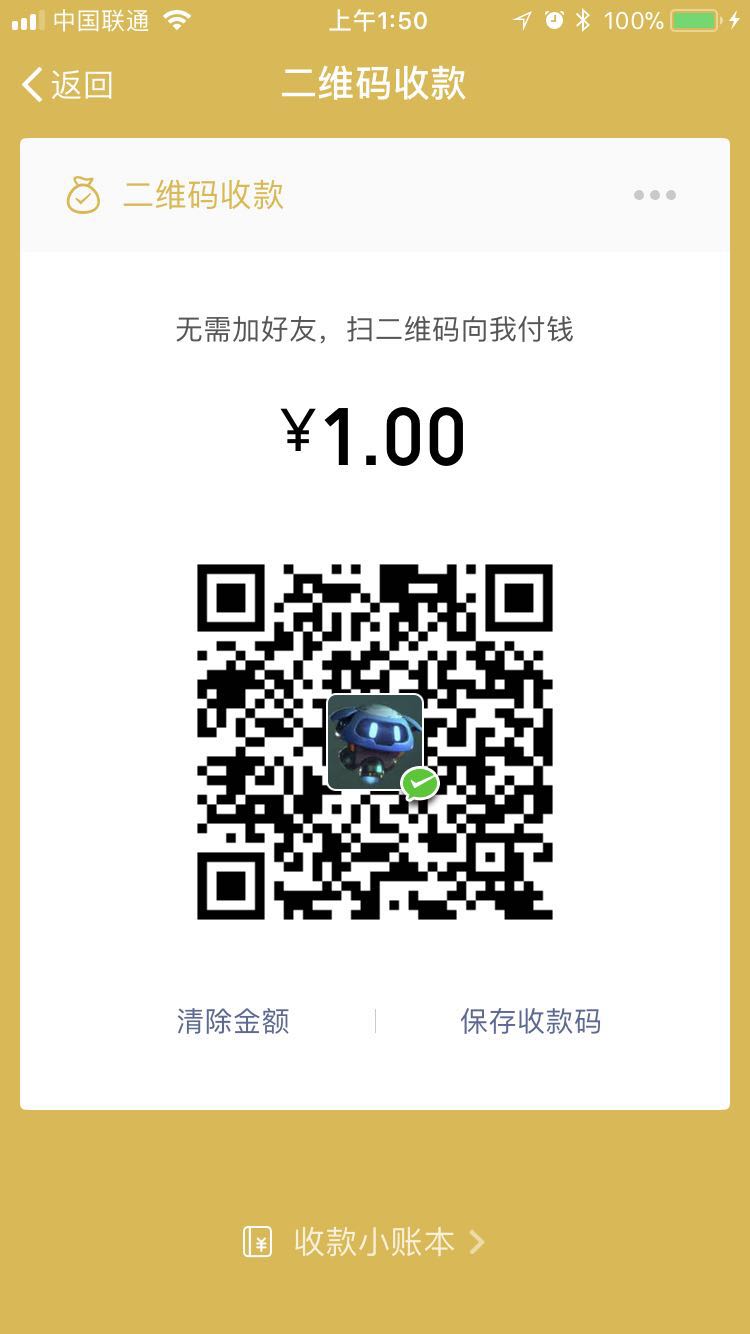 中国联通 上午1:50 100%
返回 二维码收款
二维码收款
无需加好友，扫二维码向我付钱
¥1.00
清除金额 保存收款码
¥ 收款小账本